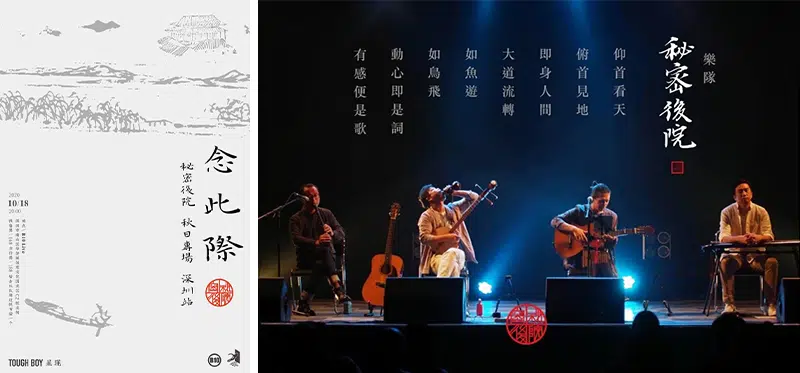 念此際
秘密後院 秋日專場 深圳站
2020
10/18
20:00
TOUGH BOY 呈現
樂隊
秘密後院
仰首看天
俯首見地
即身人間
大道流轉
如魚遊
如鳥飛
動心即是詞
有感便是歌